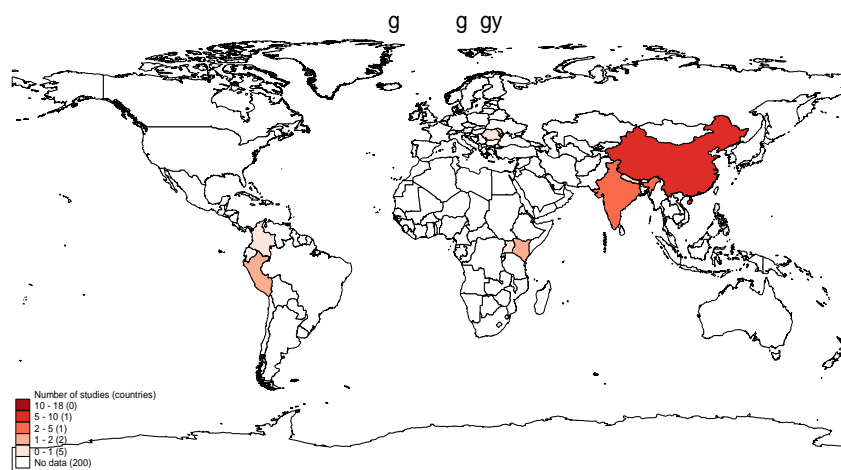 g g gy
Number of studies (countries)
10 - 18 (0)
5 - 10 (1)
2 - 5 (1)
1 - 2 (2)
0 - 1 (5)
No data (200)